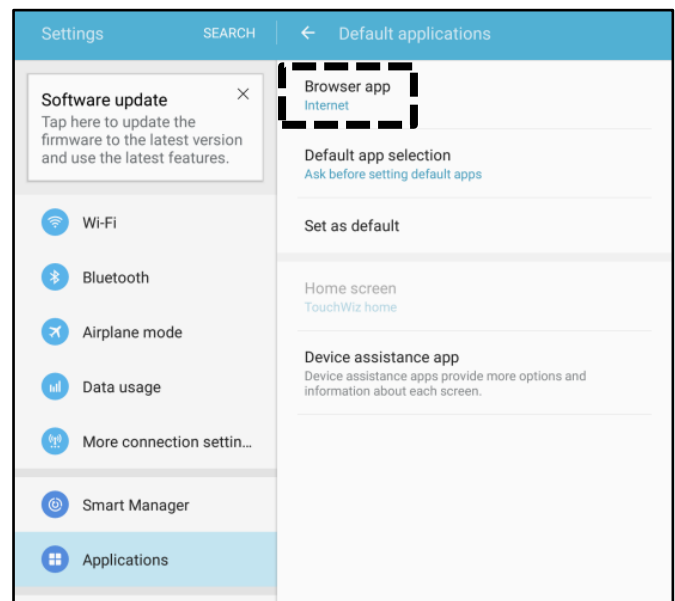 Settings
SEARCH
Software update
Tap here to update the
firmware to the latest version
and use the latest features.
Wi-Fi
Bluetooth
Airplane mode
Data usage
More connection settin...
Smart Manager
Applications
Default applications
Browser app
Internet
Default app selection
Ask before setting default apps
Set as default
Home screen
TouchWiz home
Device assistance app
Device assistance apps provide more options and
information about each screen.